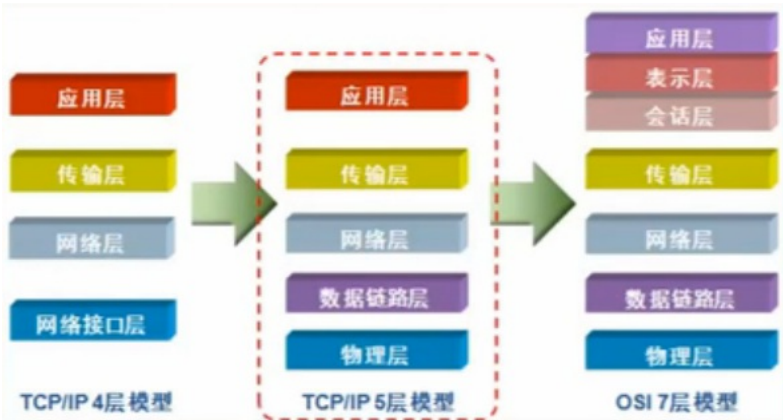 应用层
传输层
网络层
网络接口层
TCP/IP 4层模型
应用层
传输层
网络层
数据链路层
物理层
TCP/IP 5层模型
应用层
表示层
会话层
传输层
网络层
数据链路层
物理层
OSI 7层模型